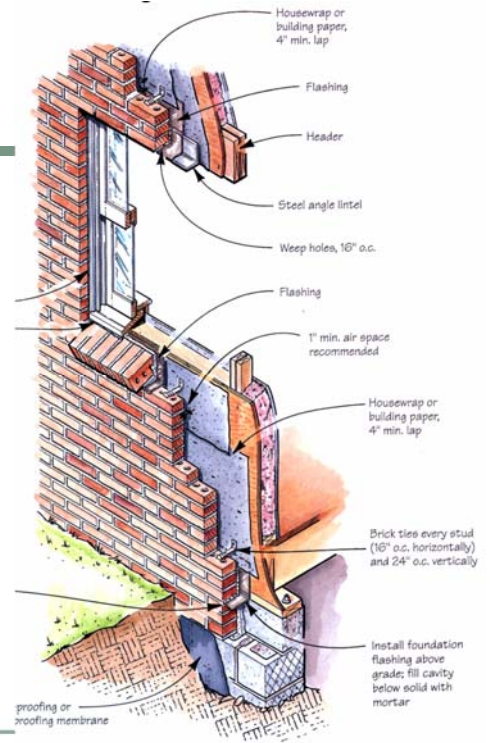 Housewrap or
building paper,
4" min. lap
Flashing
Header
Steel angle lintel
Weep holes, 16" o.c.
Flashing
1" min. air space
recommended
Housewrap or
building paper,
4" min. lap
Brick ties every stud
(16" o.c. horizontally)
and 24" o.c. vertically
Install foundation
flashing above
grade; fill cavity
below solid with
mortar
proofing or
proofing membrane